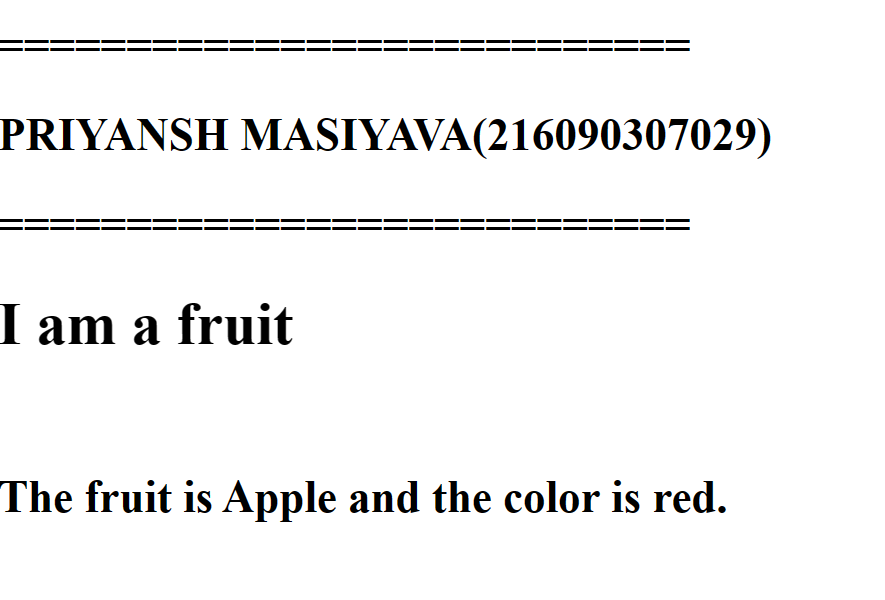 ===========================
PRIYANSH MASIYAVA(216090307029)
===========================
I am a fruit
The fruit is Apple and the color is red.